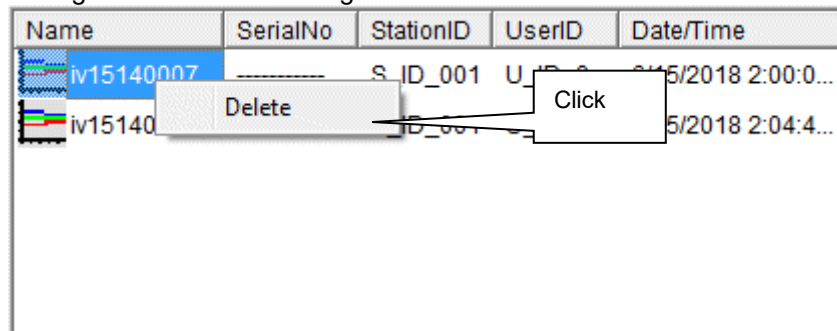 Name SerialNo StationID UserID Date/Time
iv15140007 ----------- S_ID_001 5/2018 2:00:0...
Delete Click
iv15140 5/2018 2:04:4...